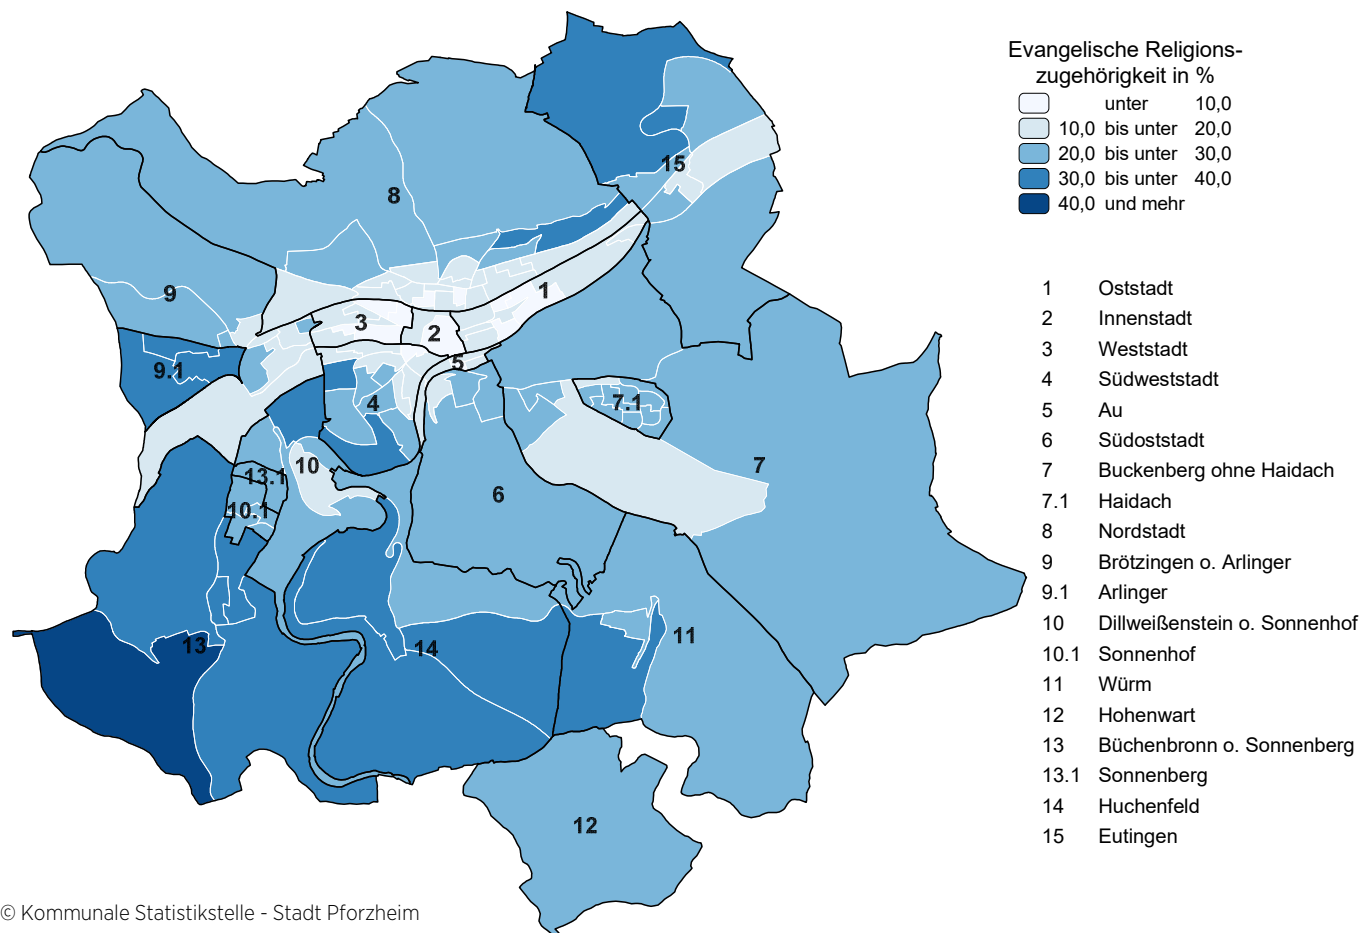 Evangelische Religions-
zugehörigkeit in %
unter 10,0
10,0 bis unter 20,0
20,0 bis unter 30,0
30,0 bis unter 40,0
40,0 und mehr
1 Oststadt
2 Innenstadt
3 Weststadt
4 Südweststadt
5 Au
6 Südoststadt
7 Buckenberg ohne Haidach
7.1 Haidach
8 Nordstadt
9 Brötzingen o. Arlinger
9.1 Arlinger
10 Dillweißenstein o. Sonnenhof
10.1 Sonnenhof
11 Würm
12 Hohenwart
13 Büchenbronn o. Sonnenberg
13.1 Sonnenberg
14 Huchenfeld
15 Eutingen
15
8
9
1
3
2
5
9.1
4
7.1
10
7
13.1
6
10.1
11
13
14
12
© Kommunale Statistikstelle - Stadt Pforzheim